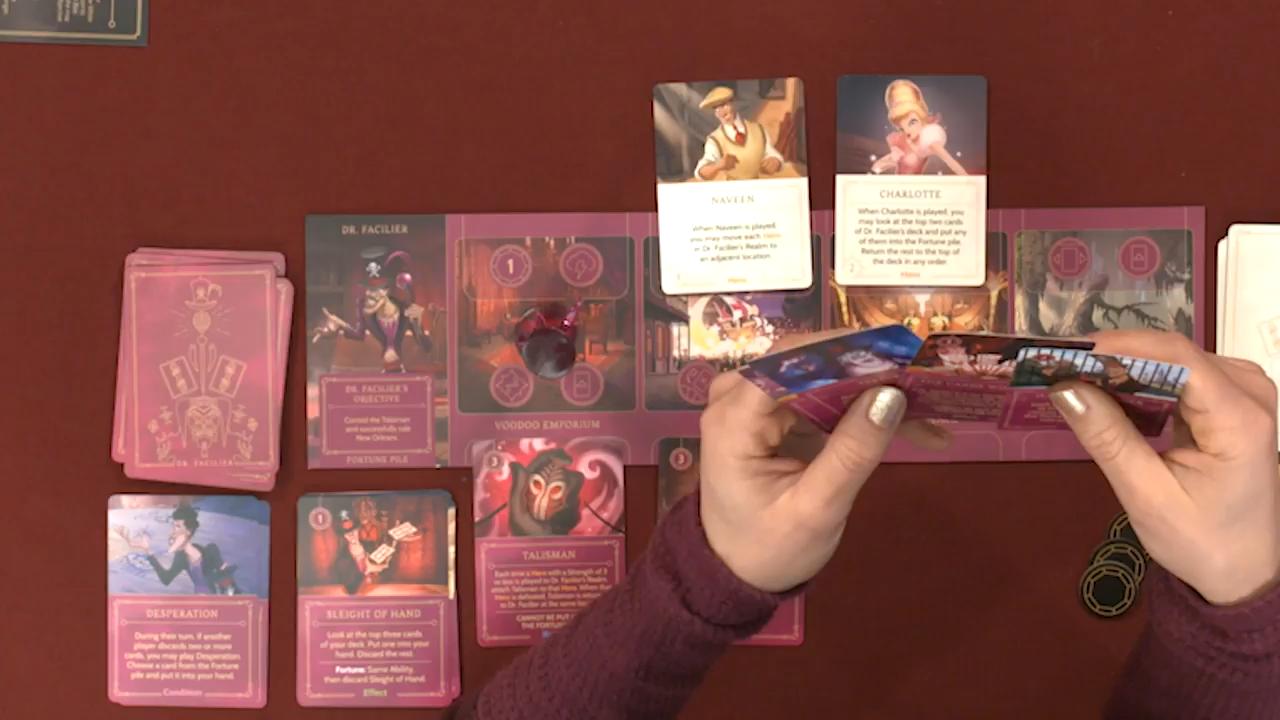 NAVEEN
When Naveen is played,
you may move each Hero
in Dr. Facilier's Realm to
an adjacent location.
Hero
CHARLOTTE
When Charlotte is played, you
may look at the top two cards
of Dr. Facilier's deck and put any
of them into the Fortune pile.
Return the rest to the top of
the deck in any order.
2
Hero
DR. FACILIER
1
DR. FACILIER'S
OBJECTIVE
Control the Talisman
and successfully rule
New Orleans.
FORTUNE PILE
VOODOO EMPORIUM
DR. FACILIER
3
TALISMAN
Each time a Hero with a Strength of 3
or less is played to Dr. Facilier's Realm,
attach Talisman to that Hero. When that
Hero is defeated, Talisman is
to Dr. Facilier at the same
CANNOT BE PUT
THE FORTUNE
3
DESPERATION
During their turn, if another
player discards two or more
cards, you may play Desperation.
Choose a card from the Fortune
pile and put it into your hand.
Condition
1
SLEIGHT OF HAND
Look at the top three cards
of your deck. Put one into your
hand. Discard the rest.
Fortune: Same Ability,
then discard Sleight of Hand.
Effect